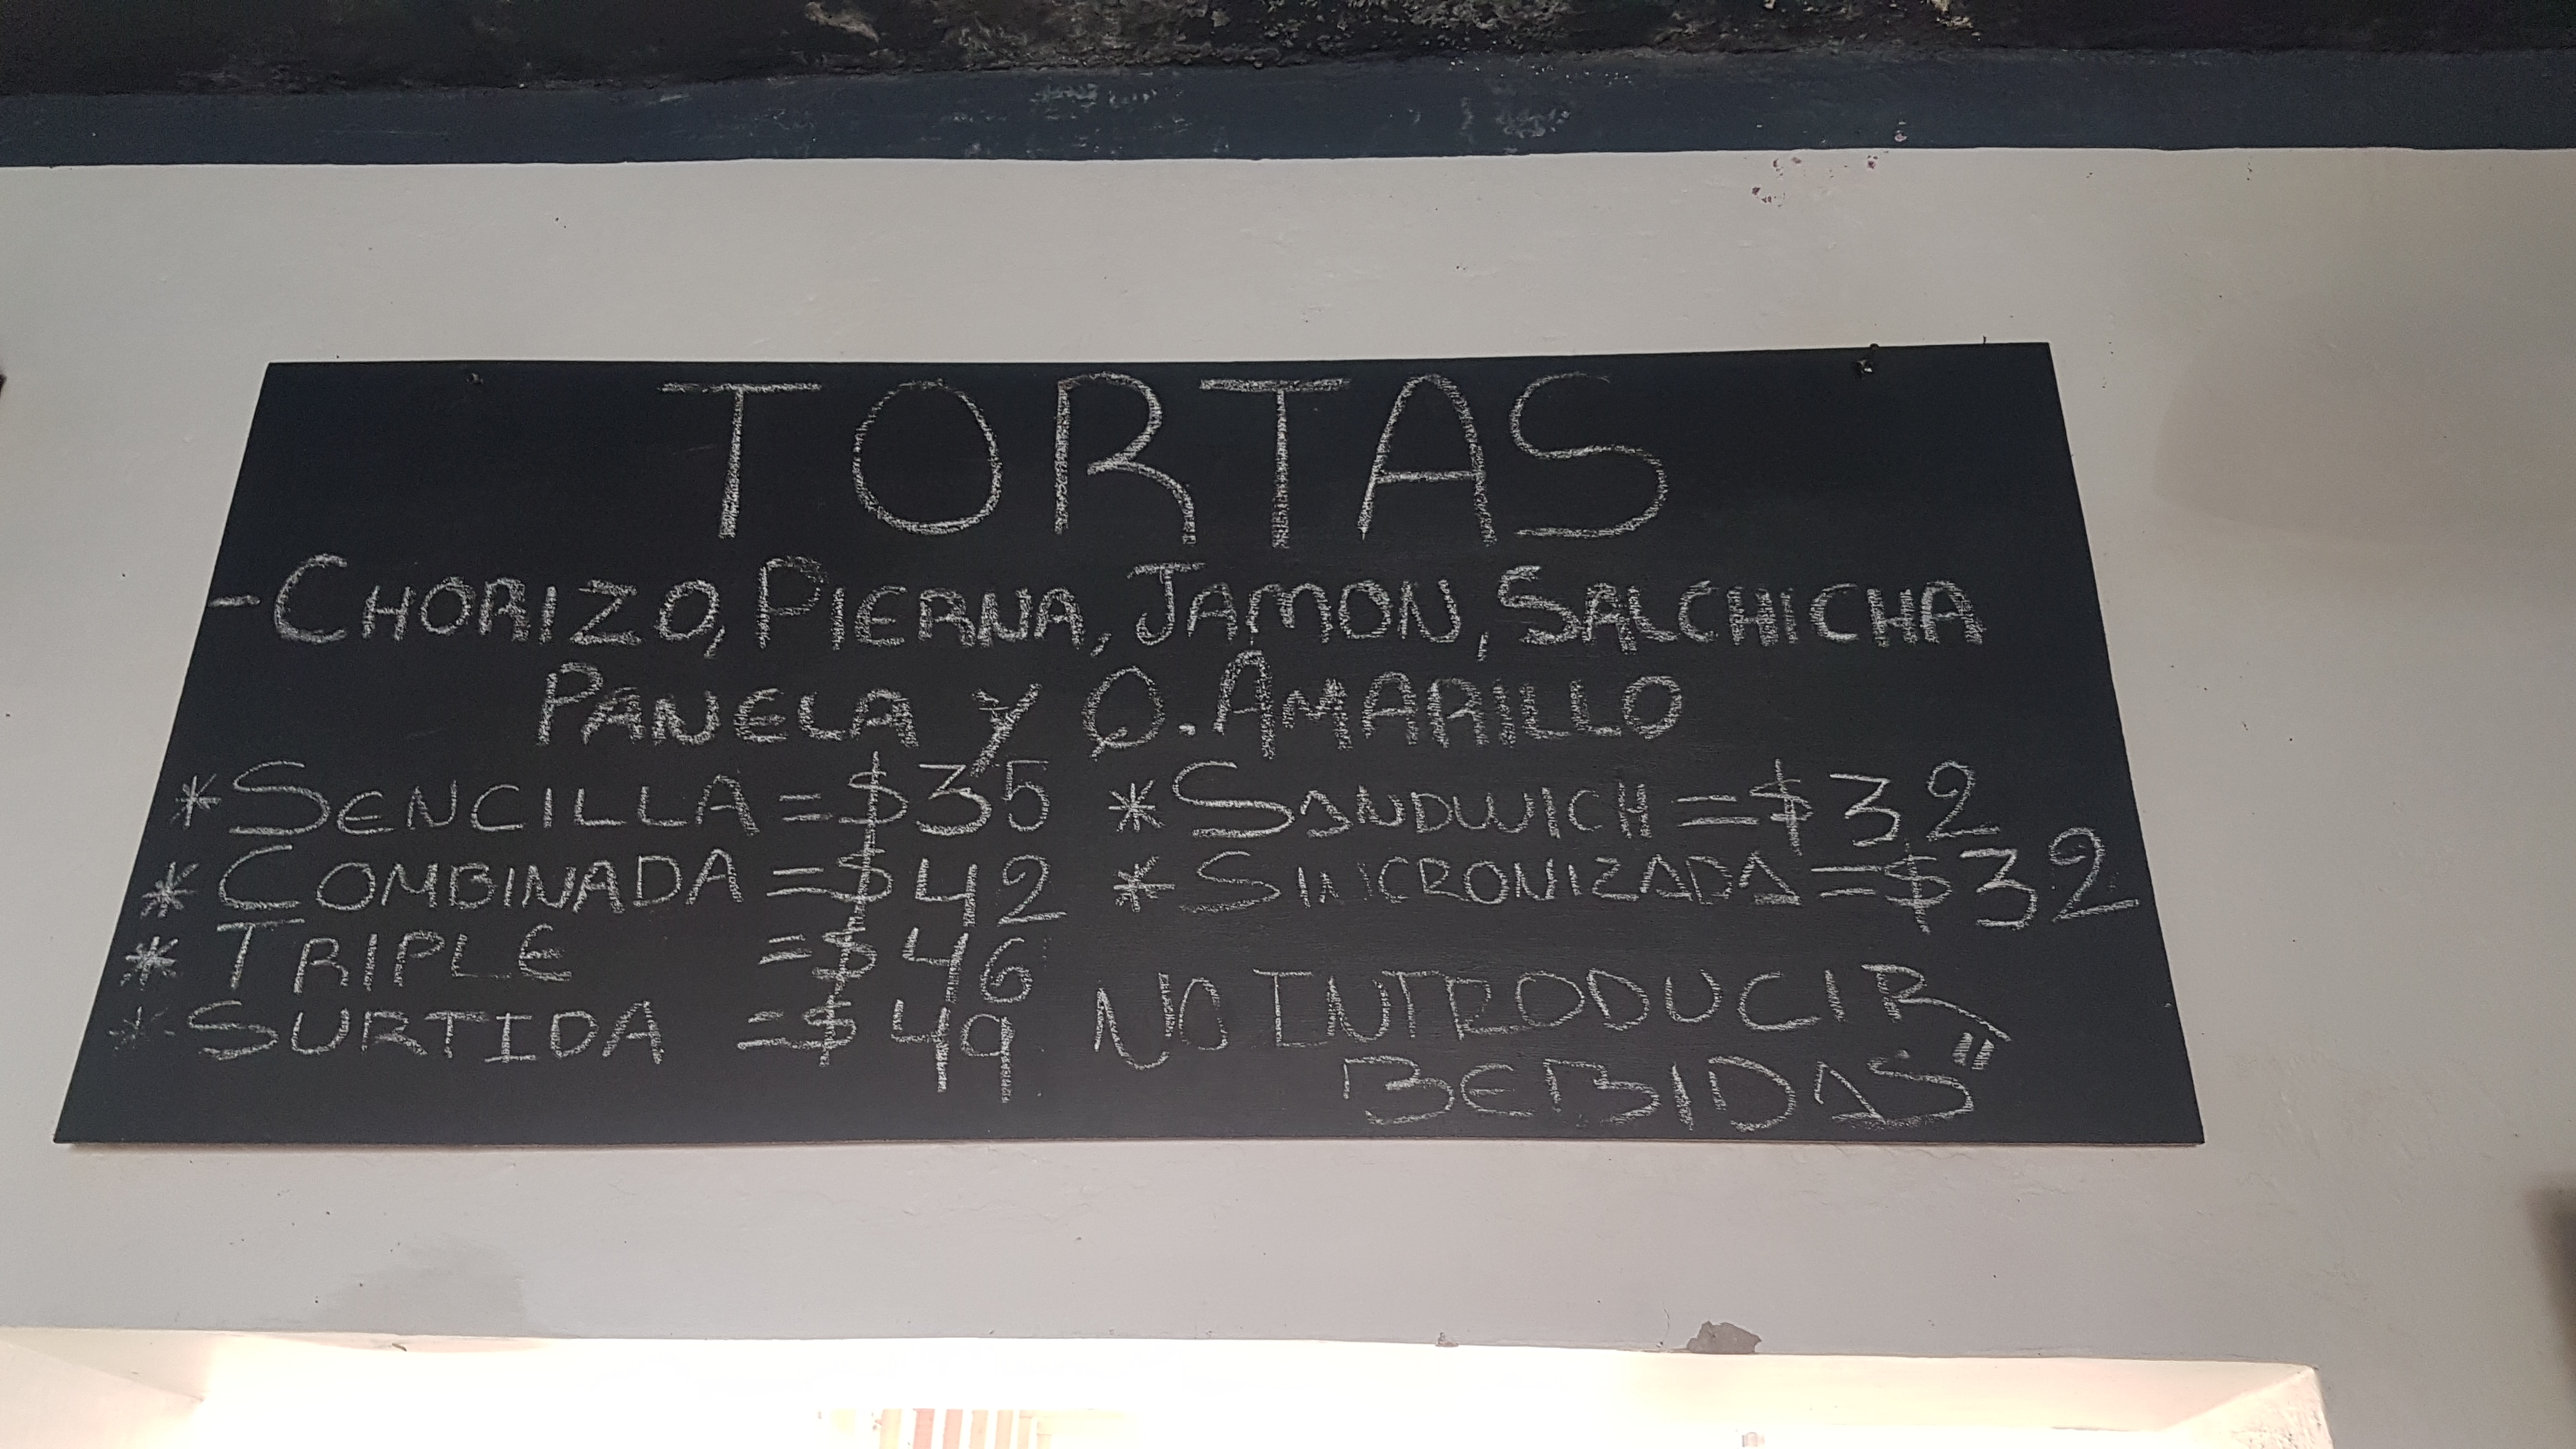 TORTAS
-CHORIZO, PIERNA, JAMON, SALCHICHA
PANELA Y Q. AMARILLO
*SENCILLA =$35
*COMBINADA =$42
*TRIPLE =$46
*SURTIDA =$49
*SANDWICH =$32
*SINCRONIZADA =$32
NO INTRODUCIR
BEBIDAS"